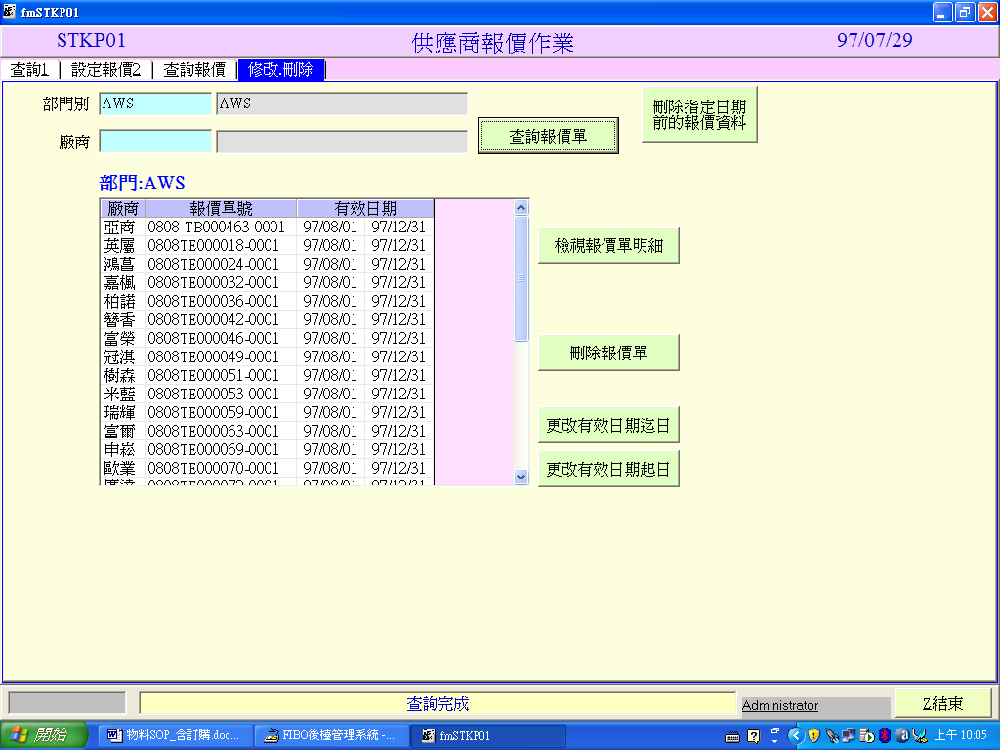 fmSTKP01
STKP01 供應商報價作業 97/07/29
查詢1 設定報價2 查詢報價 修改.刪除
部門別 AWS AWS
刪除指定日期
前的報價資料
廠商 查詢報價單
部門:AWS
廠商 報價單號 有效日期
亞商 0808-TB000463-0001 97/08/01 97/12/31
英屬 0808TE000018-0001 97/08/01 97/12/31
鴻菖 0808TE000024-0001 97/08/01 97/12/31
嘉楓 0808TE000032-0001 97/08/01 97/12/31
柏諾 0808TE000036-0001 97/08/01 97/12/31
香 0808TE000042-0001 97/08/01 97/12/31
富榮 0808TE000046-0001 97/08/01 97/12/31
冠淇 0808TE000049-0001 97/08/01 97/12/31
樹森 0808TE000051-0001 97/08/01 97/12/31
米藍 0808TE000053-0001 97/08/01 97/12/31
瑞輝 0808TE000059-0001 97/08/01 97/12/31
富爾 0808TE000063-0001 97/08/01 97/12/31
申崧 0808TE000069-0001 97/08/01 97/12/31
歐業 0808TE000070-0001 97/08/01 97/12/31
檢視報價單明細
刪除報價單
更改有效日期迄日
更改有效日期起日
查詢完成 Administrator Z結束
開始 物料SOP_含訂購.doc... FIBO後檯管理系統 -... fmSTKP01 上午 10:05